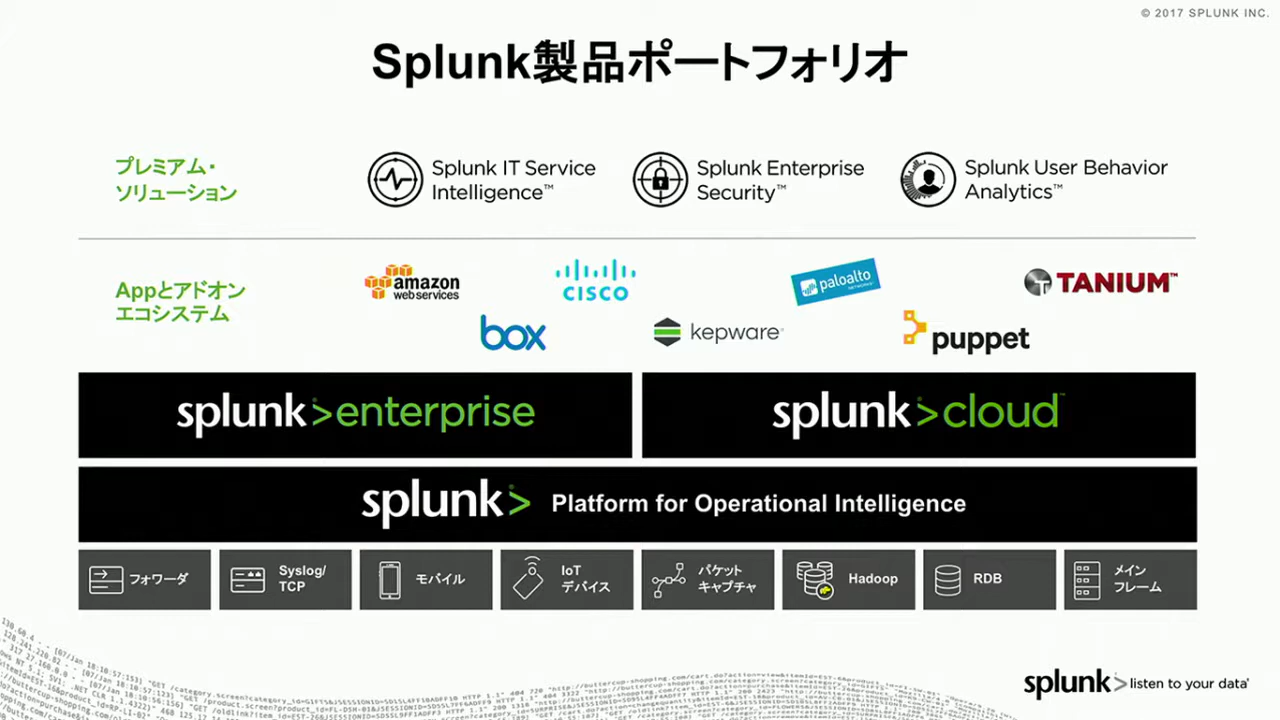 © 2017 SPLUNK INC.
Splunk製品ポートフォリオ
プレミアム・
ソリューション
Splunk IT Service
Intelligence™
Splunk Enterprise
Security™
Splunk User Behavior
Analytics™
Appとアドオン
エコシステム
amazon
web services
CISCO
paloalto
NETWORKS
TANIUM™
box
kepware
puppet
splunk>enterprise
splunk>cloud™
splunk> Platform for Operational Intelligence
フォワーダ
Syslog/
TCP
モバイル
IoT
デバイス
パケット
キャプチャ
Hadoop
RDB
メイン
フレーム
splunk> listen to your data®